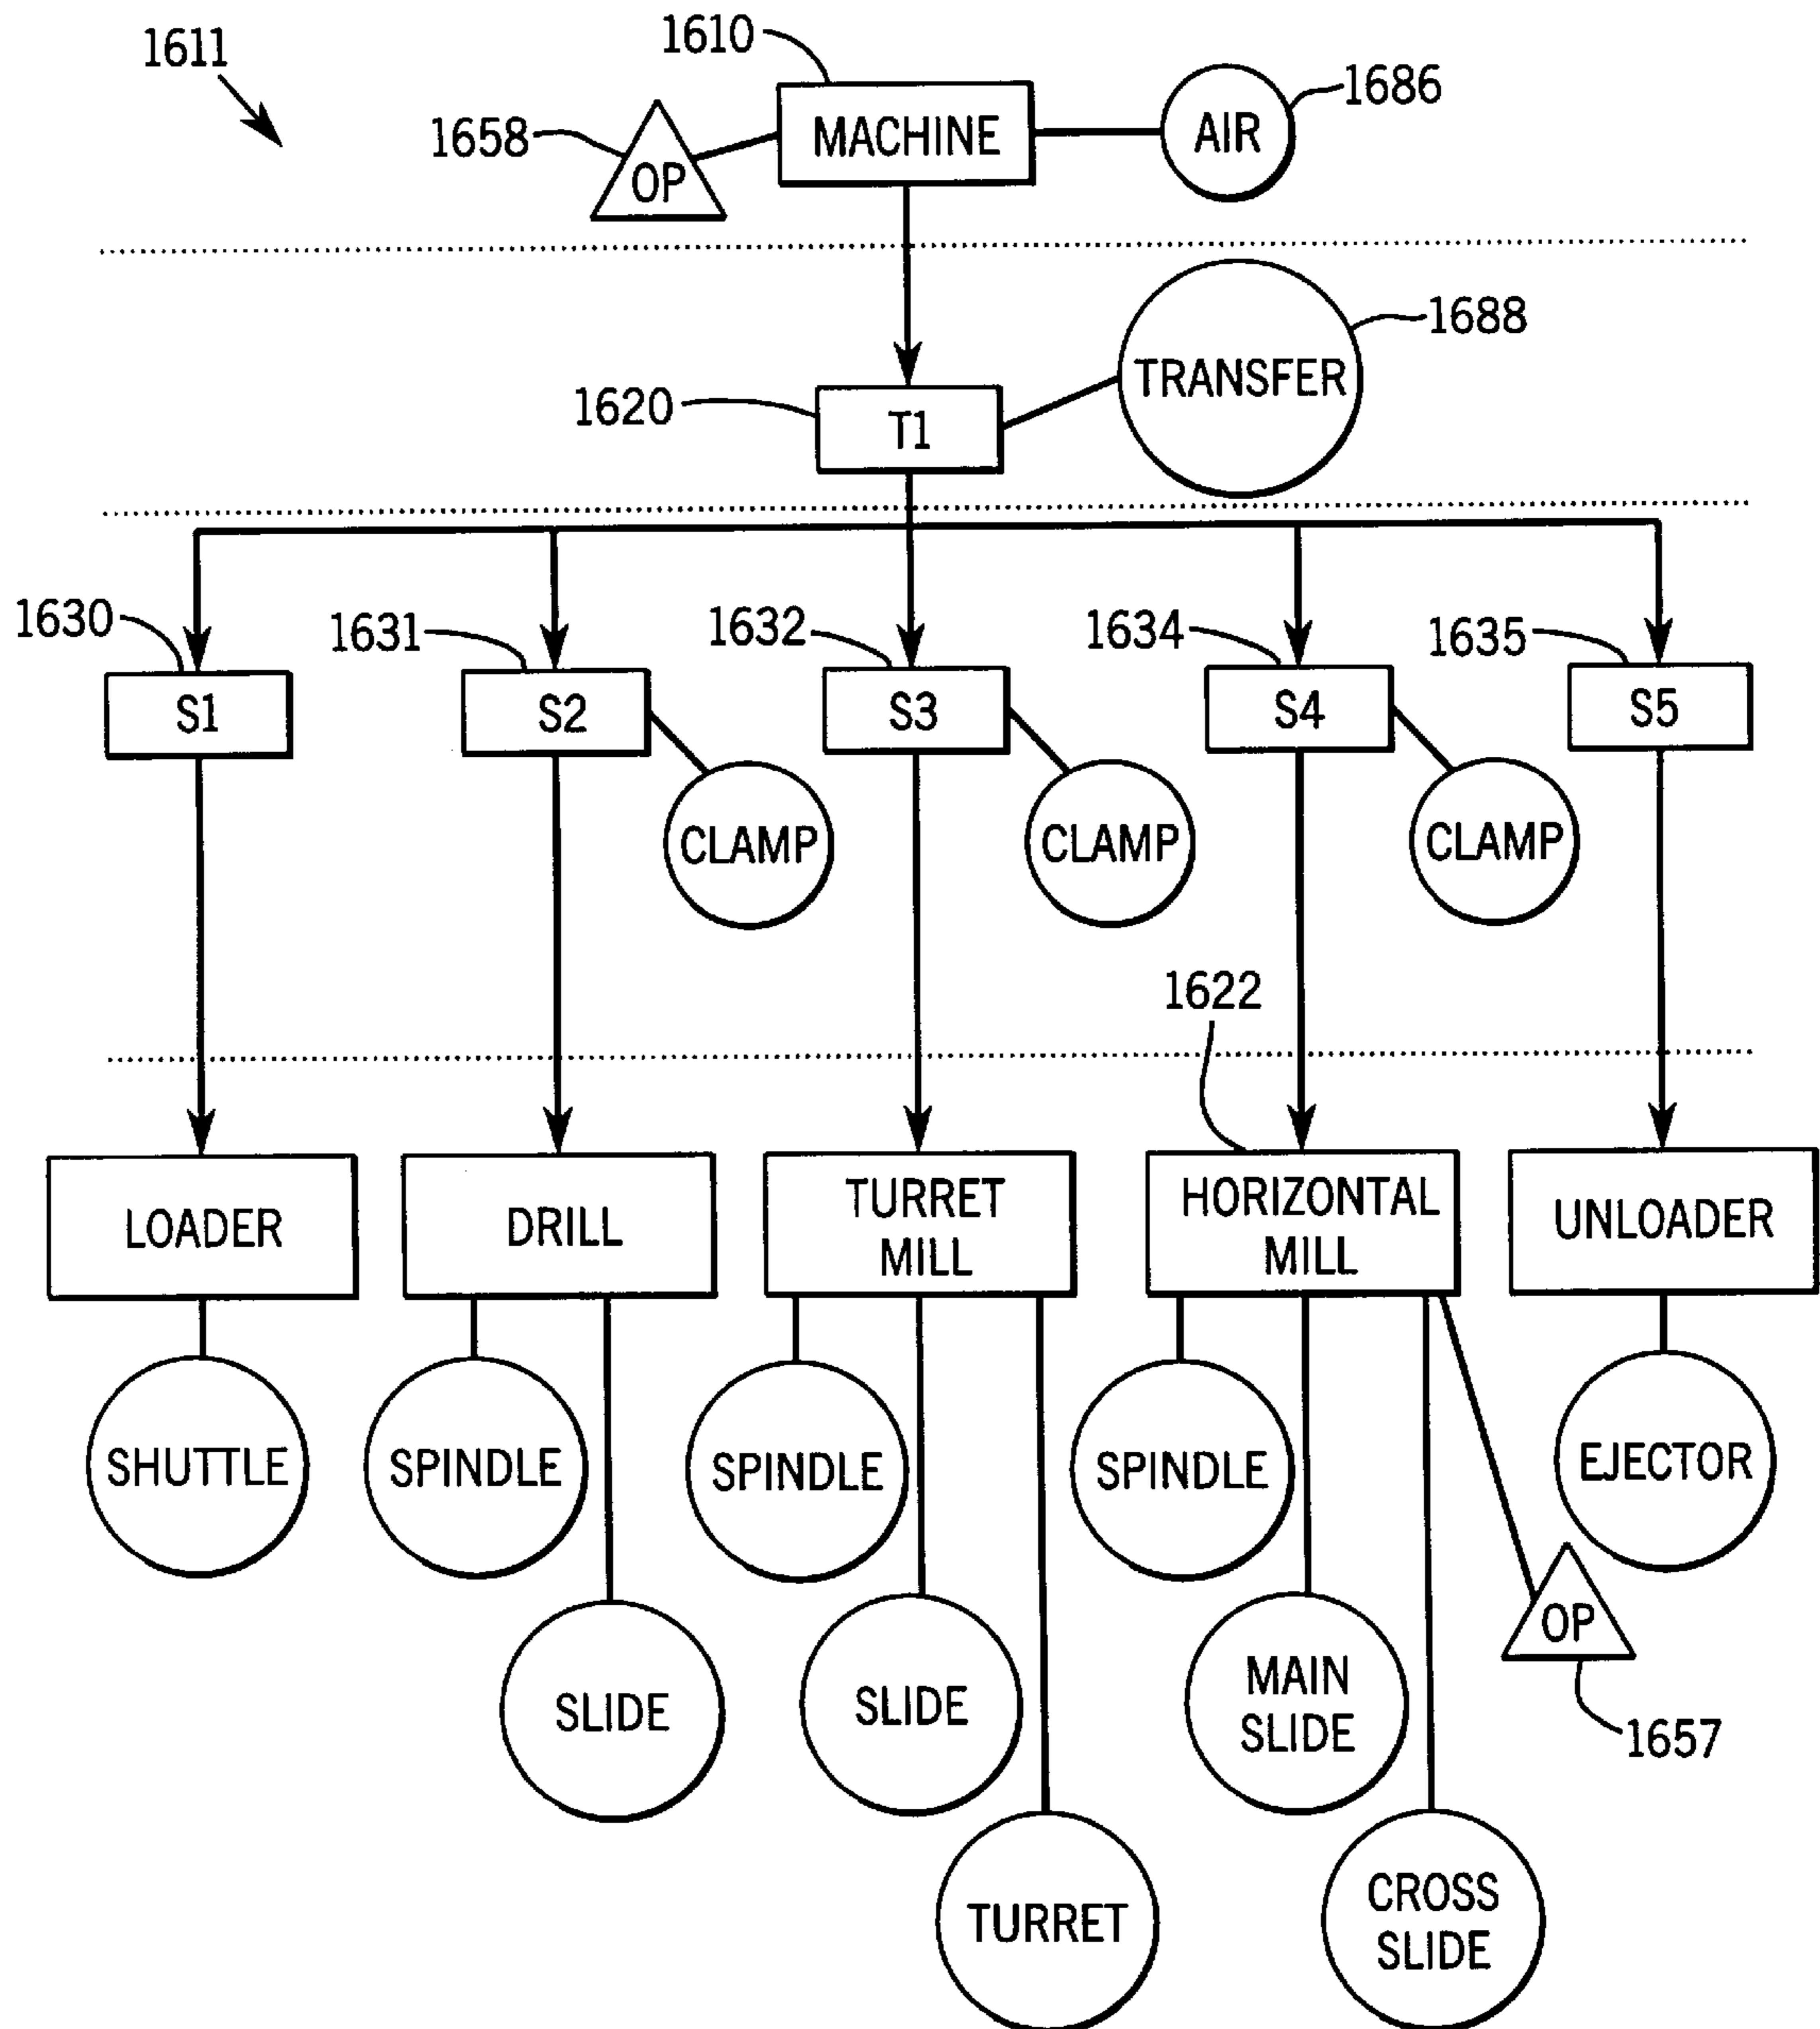 1611
1610
1658
OP
MACHINE
AIR
1686
1688
TRANSFER
1620
T1
1630
1631
1632
1634
1635
S1
S2
S3
S4
S5
CLAMP
CLAMP
CLAMP
1622
LOADER
DRILL
TURRET
MILL
HORIZONTAL
MILL
UNLOADER
SHUTTLE
SPINDLE
SPINDLE
SPINDLE
EJECTOR
OP
1657
SLIDE
SLIDE
MAIN
SLIDE
TURRET
CROSS
SLIDE